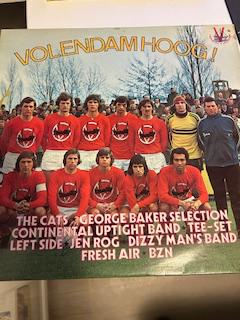 VOLENDAM HOOG!
THE CATS · GEORGE BAKER SELECTION
CONTINENTAL UPTIGHT BAND · TEE-SET
LEFT SIDE · JEN ROG · DIZZY MAN'S BAND
FRESH AIR · BZN